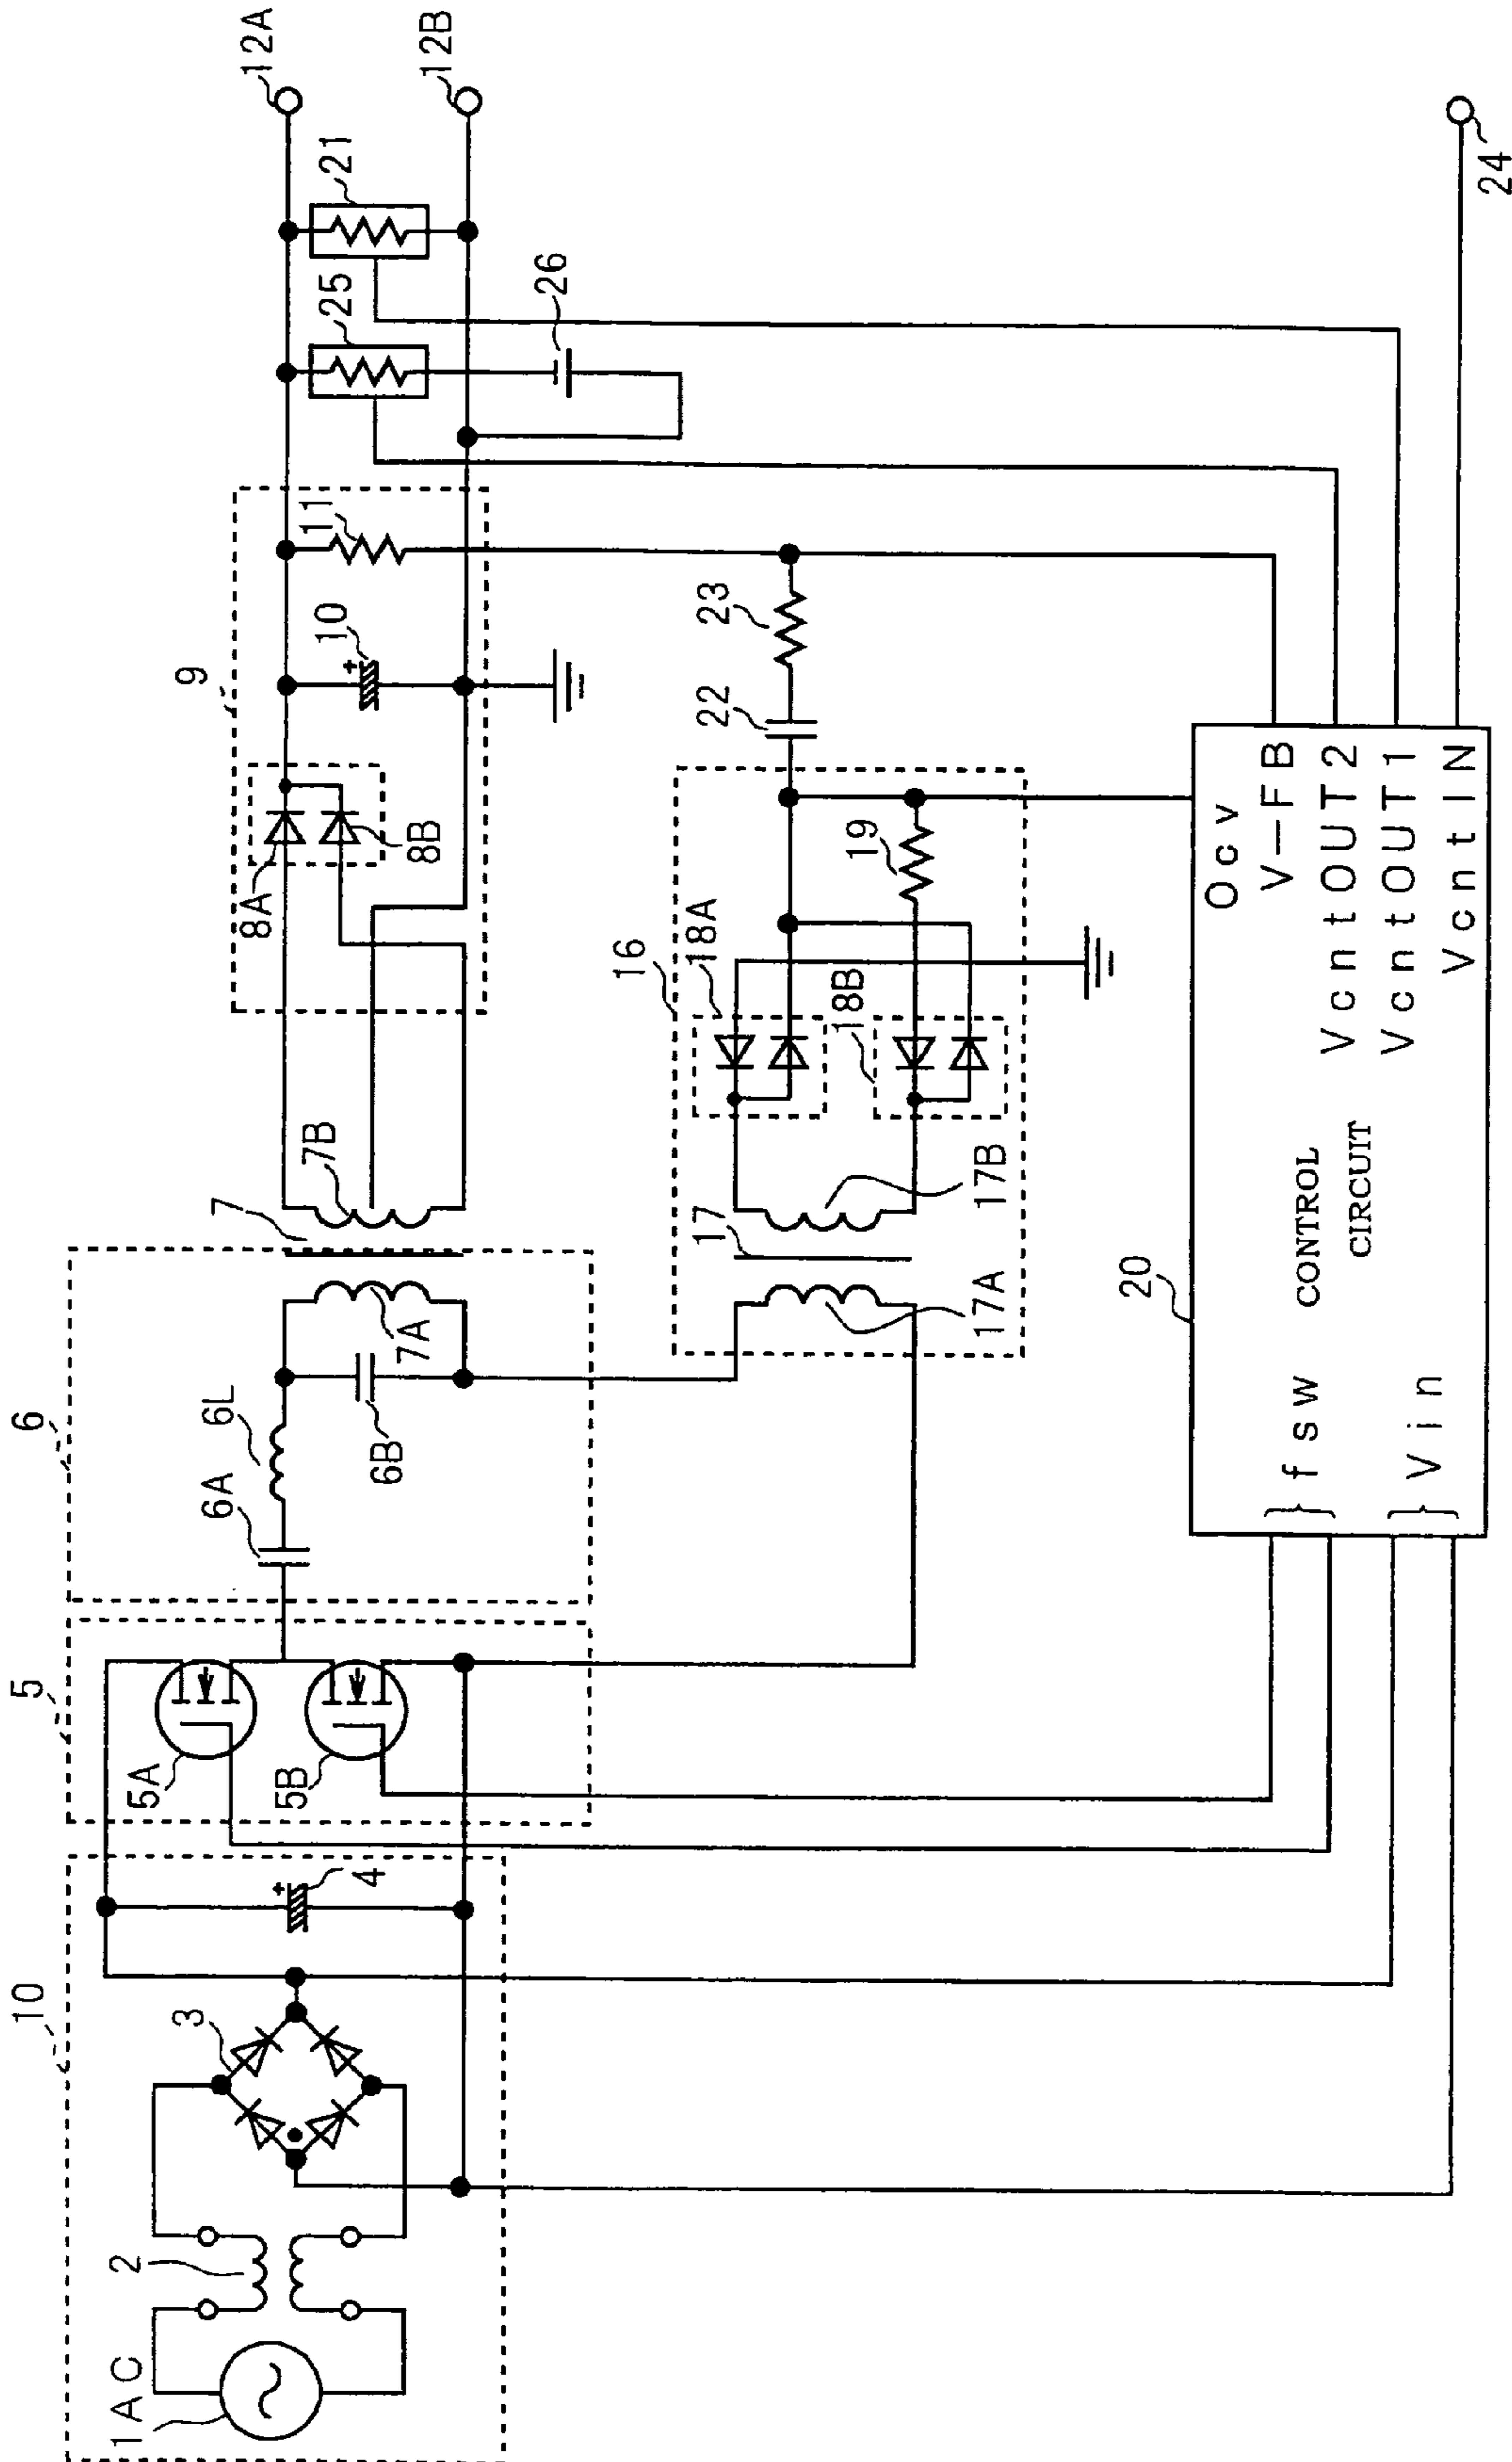 12A
12B
21
25
26
11
10
9
8A
8B
7B
7
7A
6
6L
6A
6B
5
5A
5B
10
4
3
2
1AC
23
22
16
18A
18B
19
17
17A
17B
20
24
Ocv
V—FB
VcntOUT2
VcntOUT1
VcntIN
CONTROL
CIRCUIT
fsw
Vin